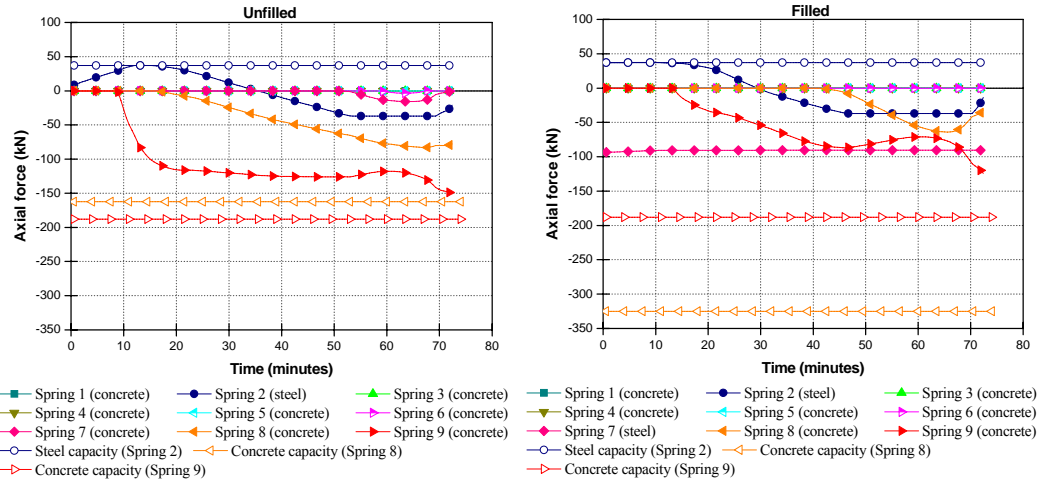 Unfilled
Axial force (kN)
100
50
0
-50
-100
-150
-200
-250
-300
-350
0 10 20 30 40 50 60 70 80
Time (minutes)
Spring 1 (concrete) Spring 2 (steel) Spring 3 (concrete)
Spring 4 (concrete) Spring 5 (concrete) Spring 6 (concrete)
Spring 7 (concrete) Spring 8 (concrete) Spring 9 (concrete)
Steel capacity (Spring 2) Concrete capacity (Spring 8)
Concrete capacity (Spring 9)
Filled
Axial force (kN)
100
50
0
-50
-100
-150
-200
-250
-300
-350
0 10 20 30 40 50 60 70 80
Time (minutes)
Spring 1 (concrete) Spring 2 (steel) Spring 3 (concrete)
Spring 4 (concrete) Spring 5 (concrete) Spring 6 (concrete)
Spring 7 (steel) Spring 8 (concrete) Spring 9 (concrete)
Steel capacity (Spring 2) Concrete capacity (Spring 8)
Concrete capacity (Spring 9)